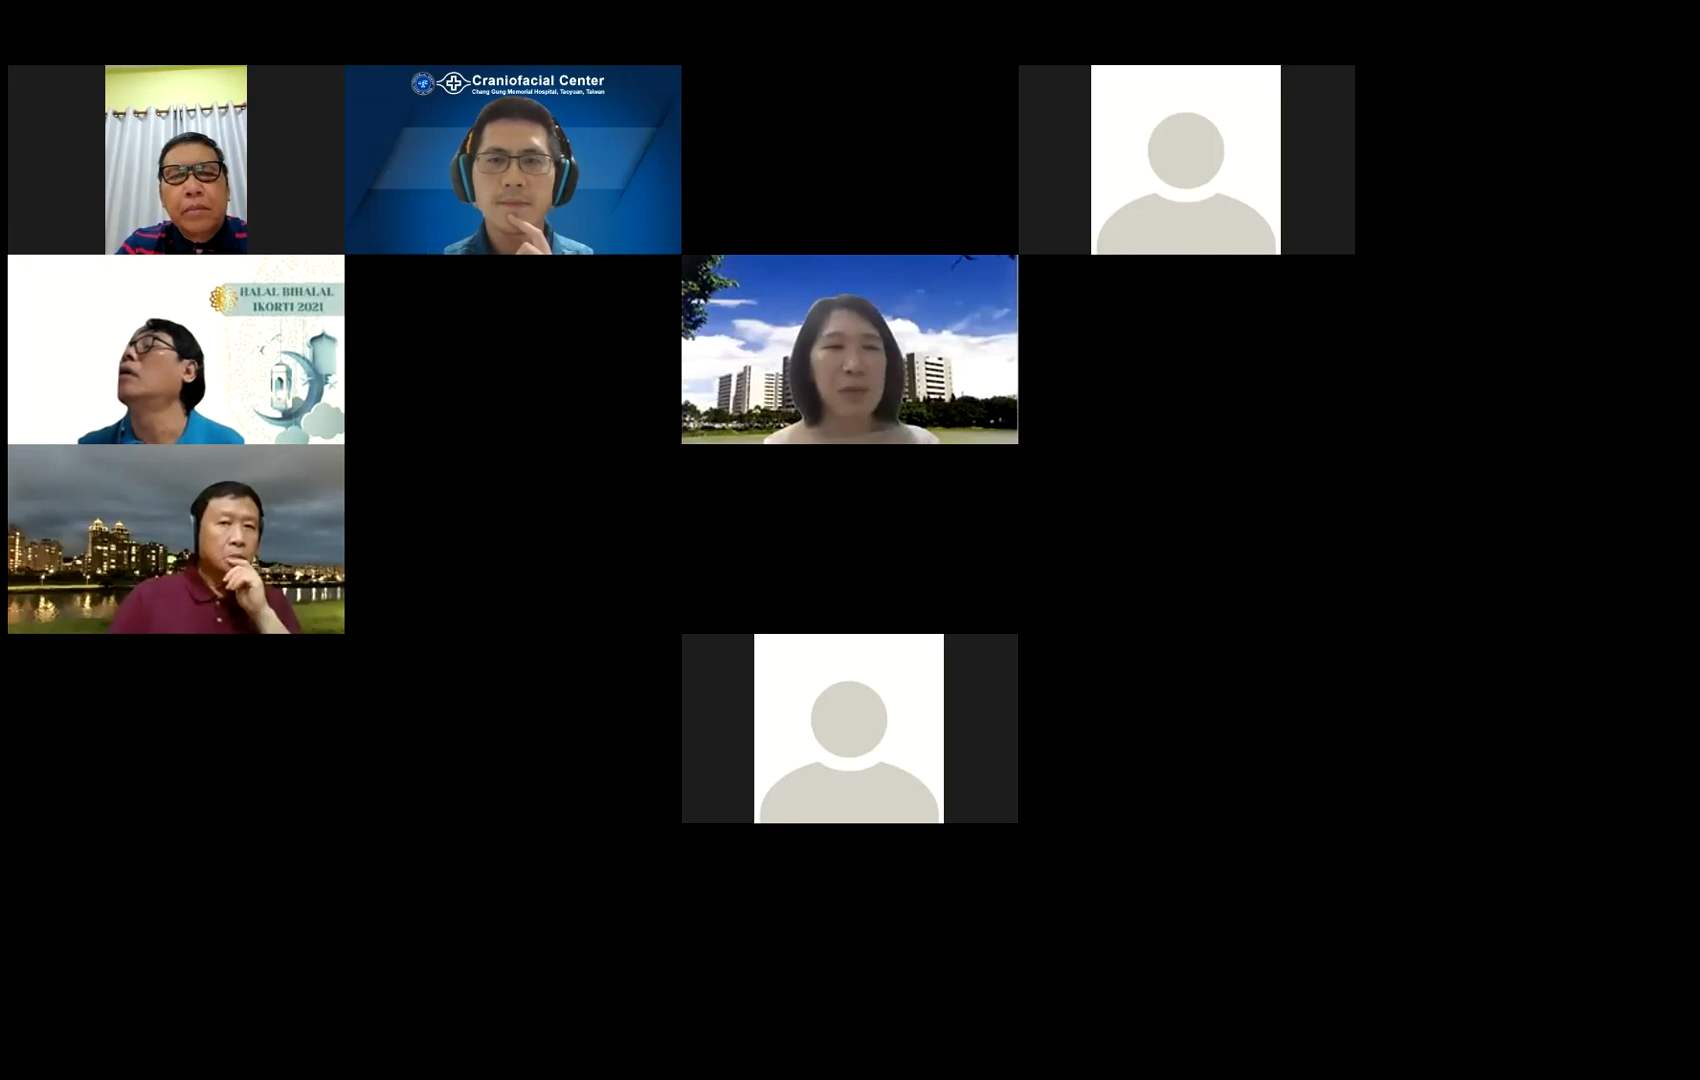 Craniofacial Center
Chang Gung Memorial Hospital, Taoyuan, Taiwan
HALAL BIHALAL
IKORTI 2021